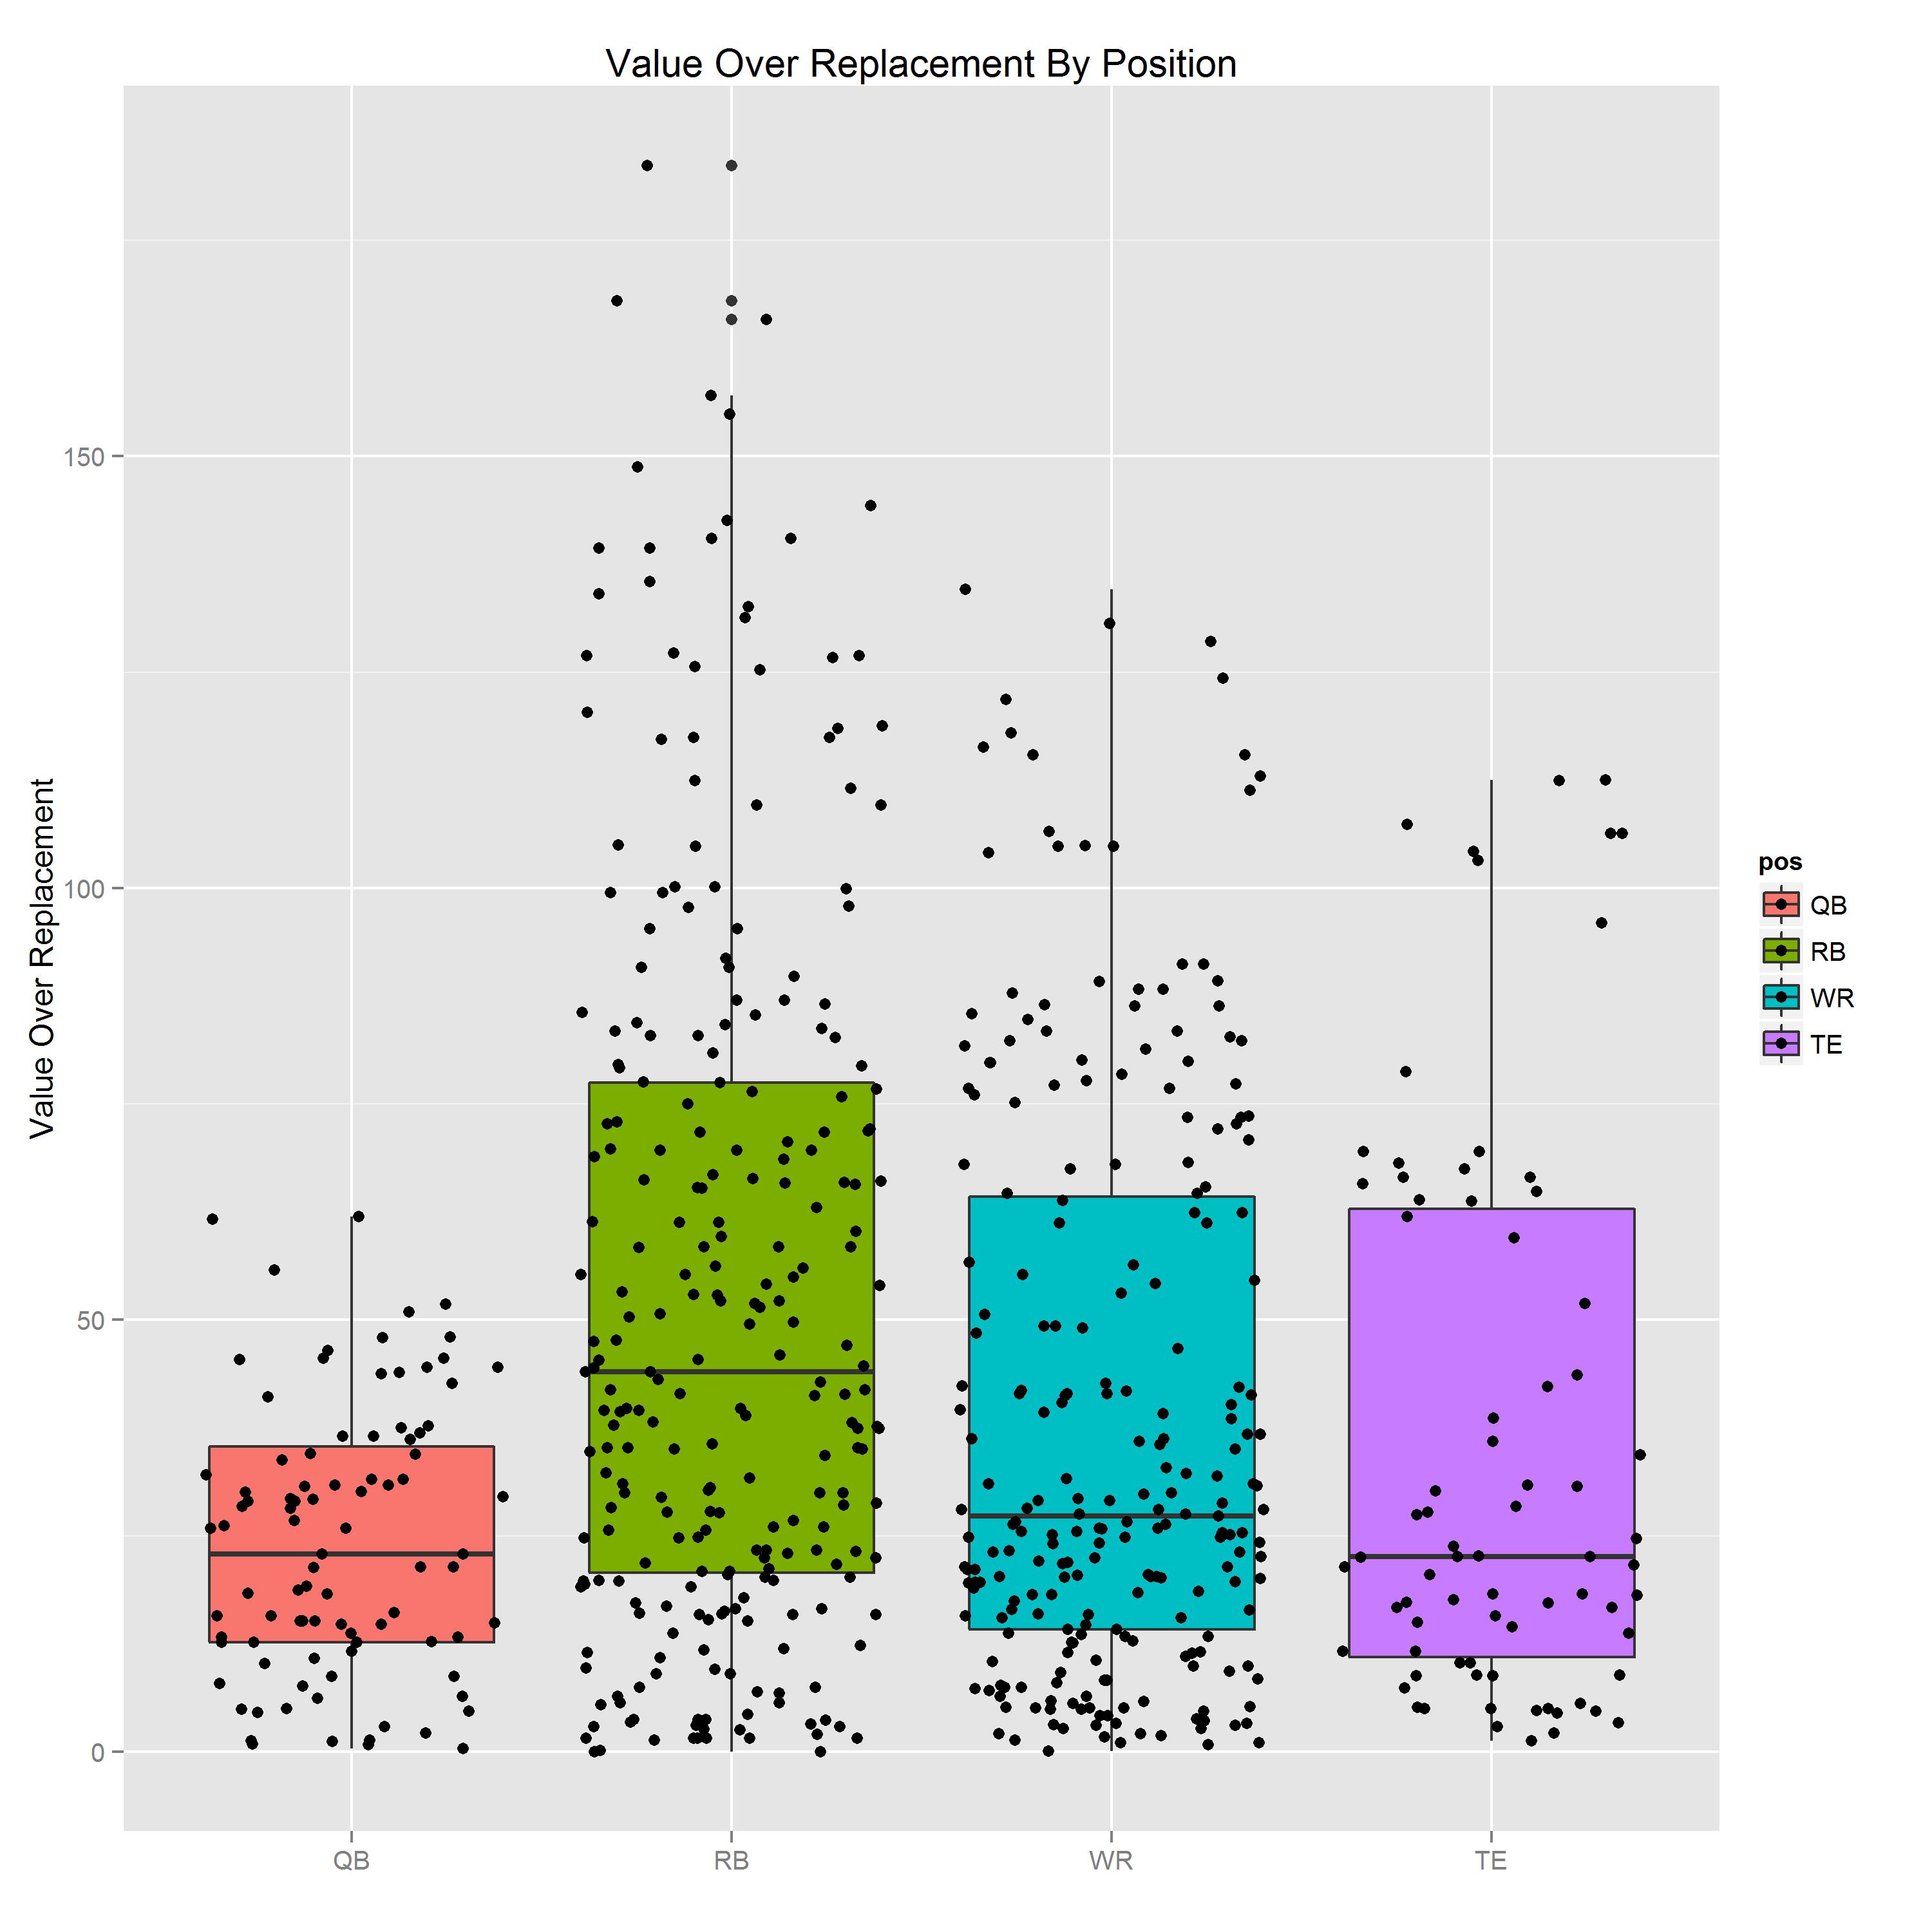 Value Over Replacement By Position
Value Over Replacement
150
100
50
0
QB RB WR TE
pos
QB
RB
WR
TE